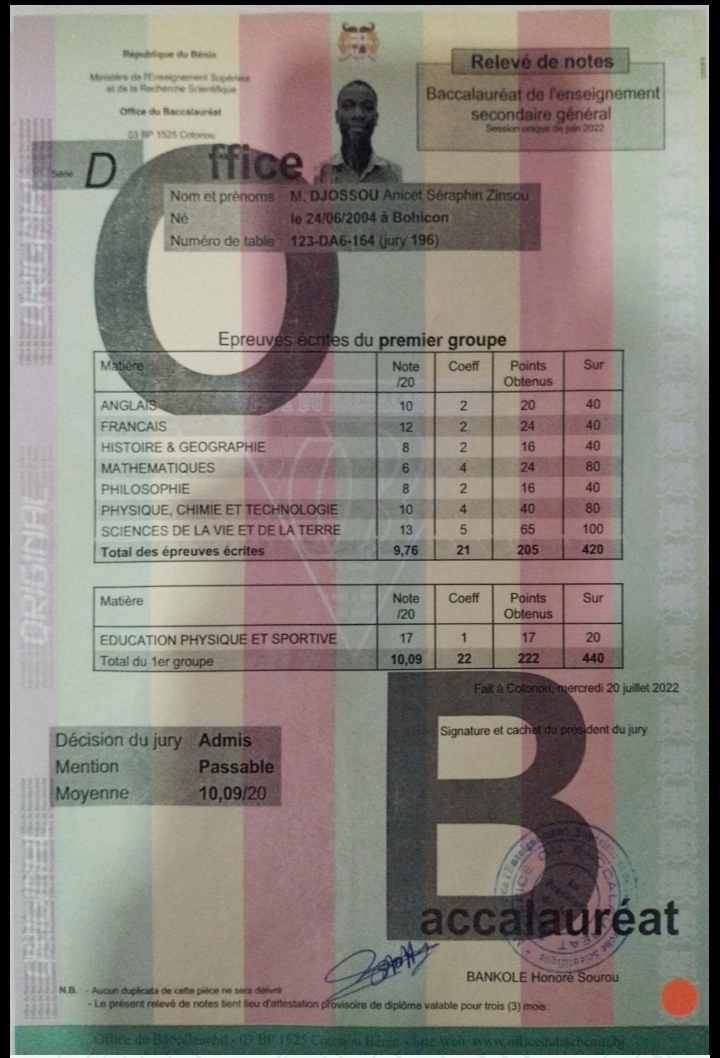 République du Bénin
Ministère de l'Enseignement Supérieur
et de la Recherche Scientifique
Office du Baccalauréat
03 BP 1525 Cotonou
Relevé de notes
Baccalauréat de l'enseignement
secondaire général
Session unique de juin 2022
Série D
Office
Nom et prénoms M. DJOSSOU Anicet Séraphin Zinsou
Né le 24/06/2004 à Bohicon
Numéro de table 123-DA6-164 (jury 196)
Epreuves écrites du premier groupe
Matière Note /20 Coeff Points Obtenus Sur
ANGLAIS 10 2 20 40
FRANCAIS 12 2 24 40
HISTOIRE & GEOGRAPHIE 8 2 16 40
MATHEMATIQUES 6 4 24 80
PHILOSOPHIE 8 2 16 40
PHYSIQUE, CHIMIE ET TECHNOLOGIE 10 4 40 80
SCIENCES DE LA VIE ET DE LA TERRE 13 5 65 100
Total des épreuves écrites 9,76 21 205 420
Matière Note /20 Coeff Points Obtenus Sur
EDUCATION PHYSIQUE ET SPORTIVE 17 1 17 20
Total du 1er groupe 10,09 22 222 440
Fait à Cotonou, mercredi 20 juillet 2022
Signature et cachet du président du jury
Décision du jury Admis
Mention Passable
Moyenne 10,09/20
ORIGINAL
Baccalauréat
BANKOLE Honoré Sourou
N.B. : - Aucun duplicata de cette pièce ne sera délivré
- Le présent relevé de notes tient lieu d'attestation provisoire de diplôme valable pour trois (3) mois.
Office du Baccalauréat - 03 BP 1525 Cotonou Bénin - Site Web: www.officedubacbenin.bj